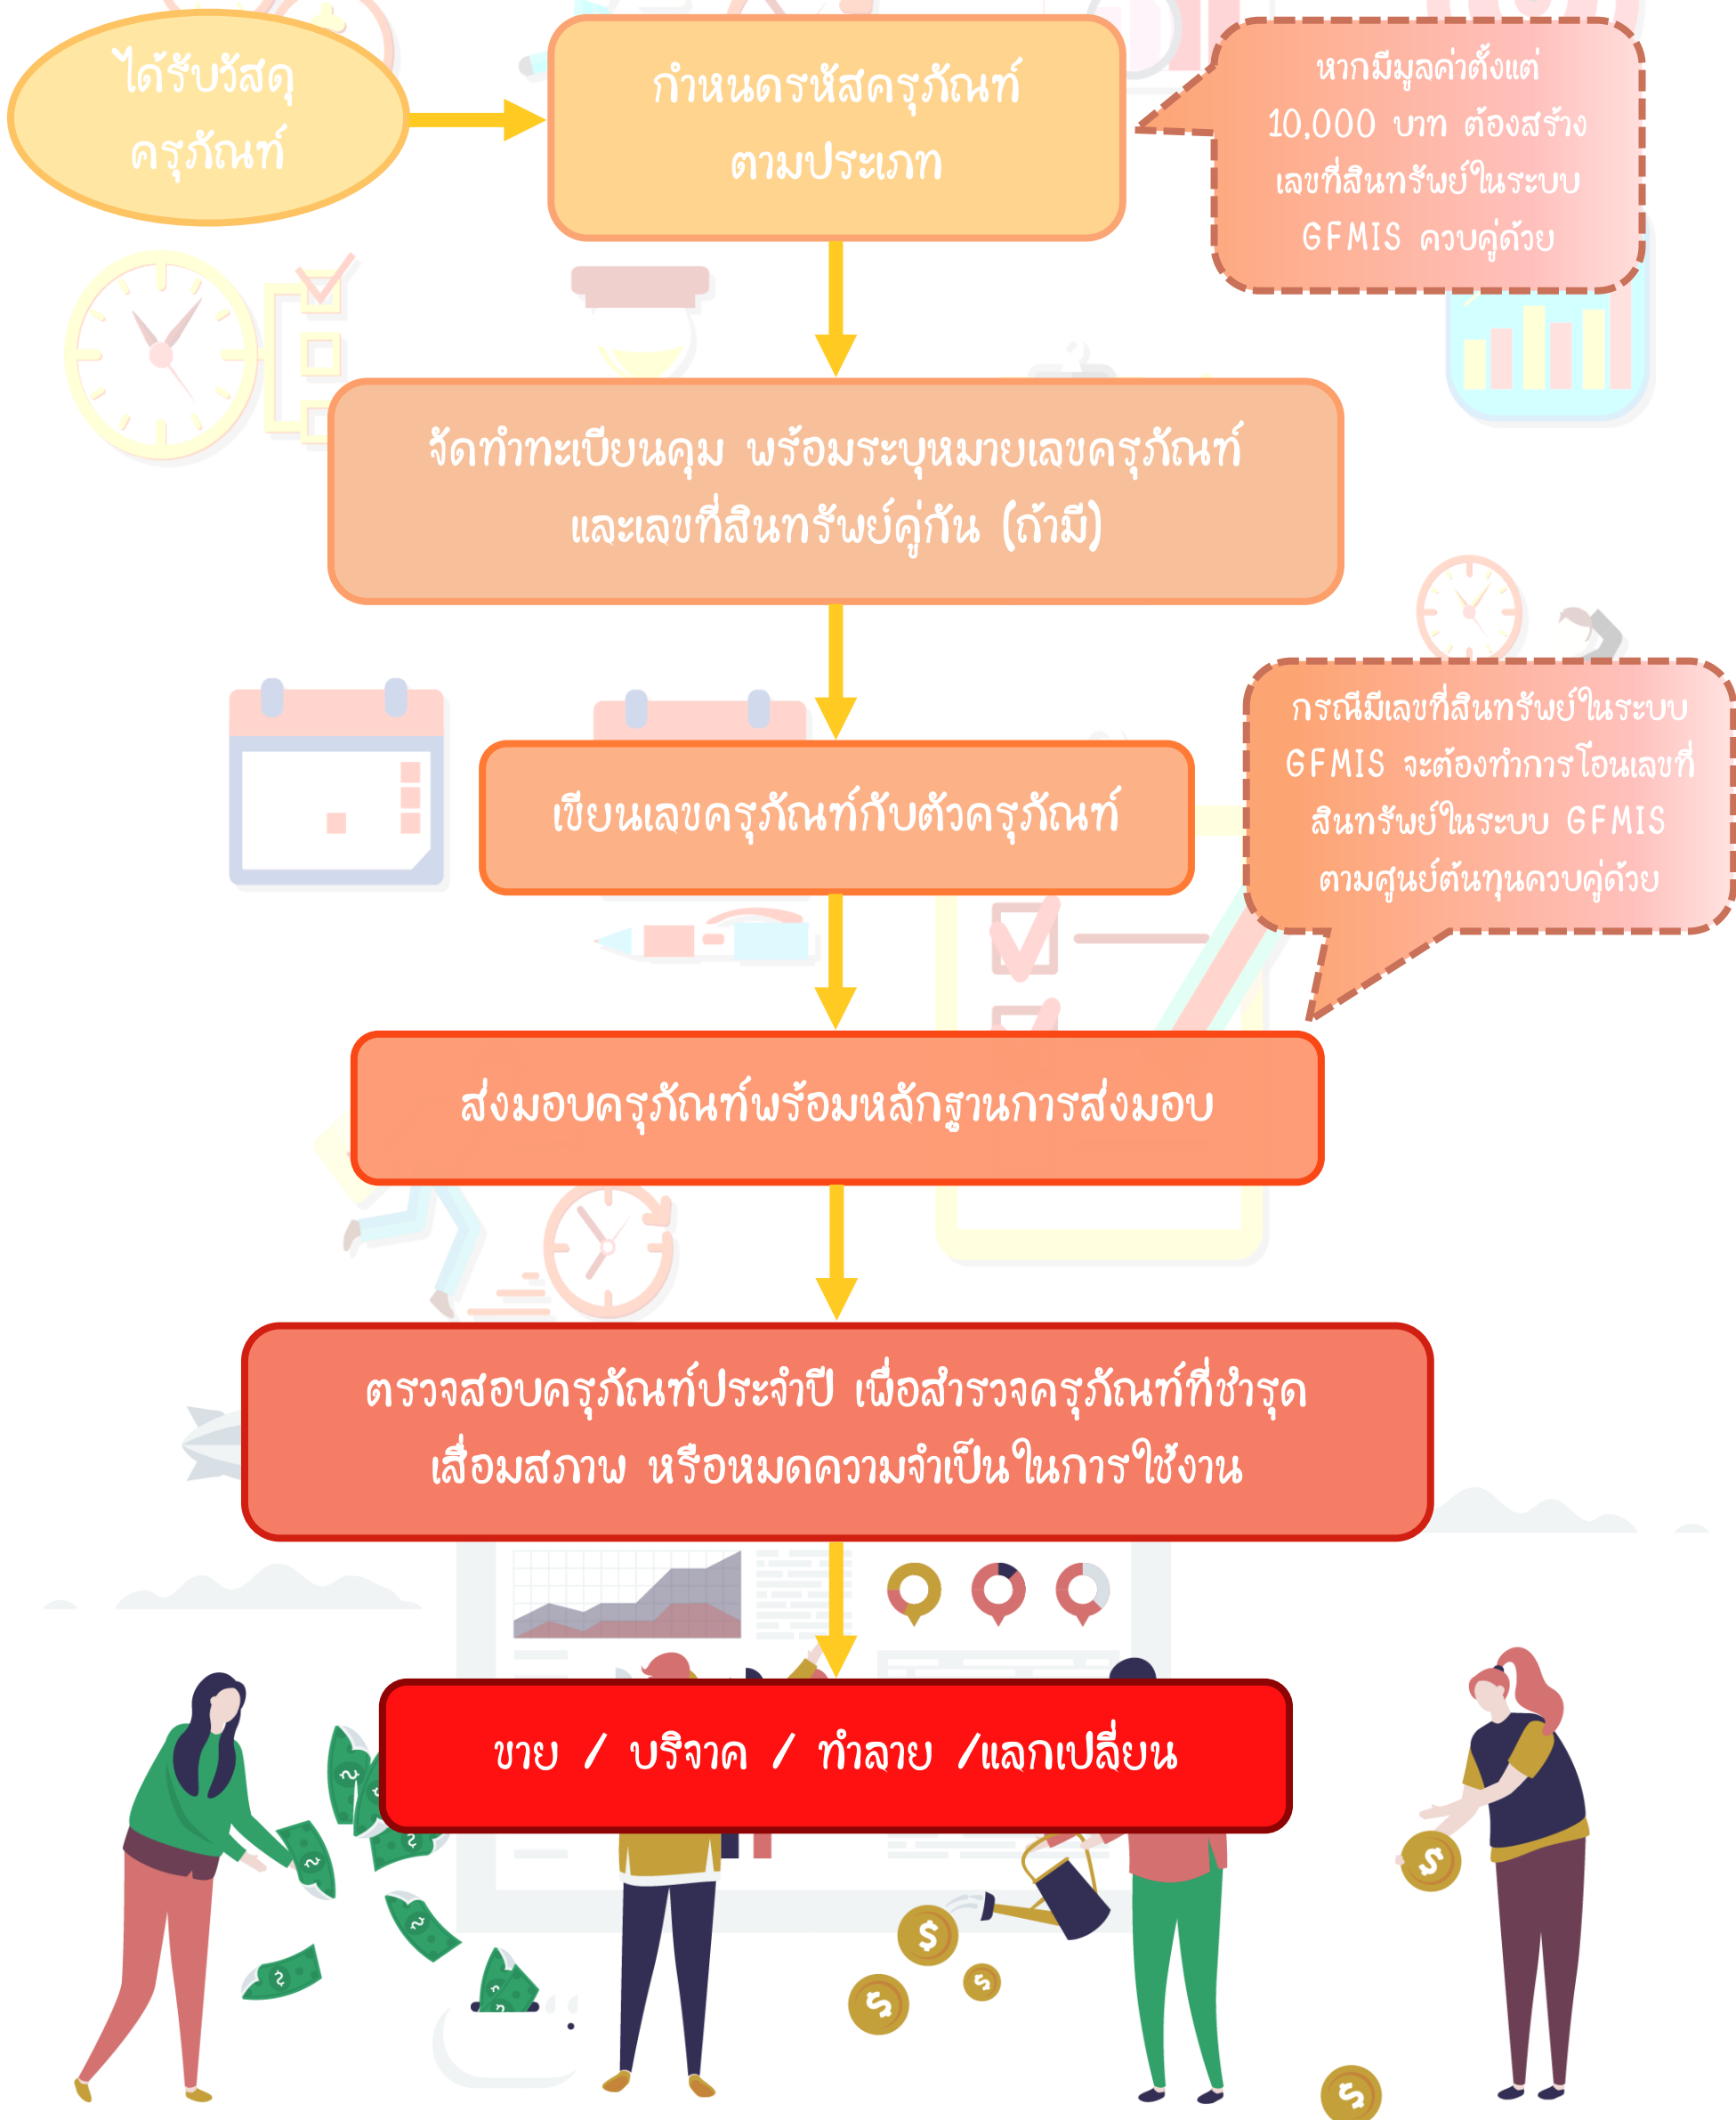 ได้รับวัสดุ
ครุภัณฑ์
กำหนดรหัสครุภัณฑ์
ตามประเภท
หากมีมูลค่าตั้งแต่
10,000 บาท ต้องสร้าง
เลขที่สินทรัพย์ในระบบ
GFMIS ควบคู่ด้วย
จัดทำทะเบียนคุม พร้อมระบุหมายเลขครุภัณฑ์
และเลขที่สินทรัพย์คู่กัน (ถ้ามี)
เขียนเลขครุภัณฑ์กับตัวครุภัณฑ์
กรณีมีเลขที่สินทรัพย์ในระบบ
GFMIS จะต้องทำการโอนเลขที่
สินทรัพย์ในระบบ GFMIS
ตามศูนย์ต้นทุนควบคู่ด้วย
ส่งมอบครุภัณฑ์พร้อมหลักฐานการส่งมอบ
ตรวจสอบครุภัณฑ์ประจำปี เพื่อสำรวจครุภัณฑ์ที่ชำรุด
เสื่อมสภาพ หรือหมดความจำเป็นในการใช้งาน
ขาย / บริจาค / ทำลาย /แลกเปลี่ยน